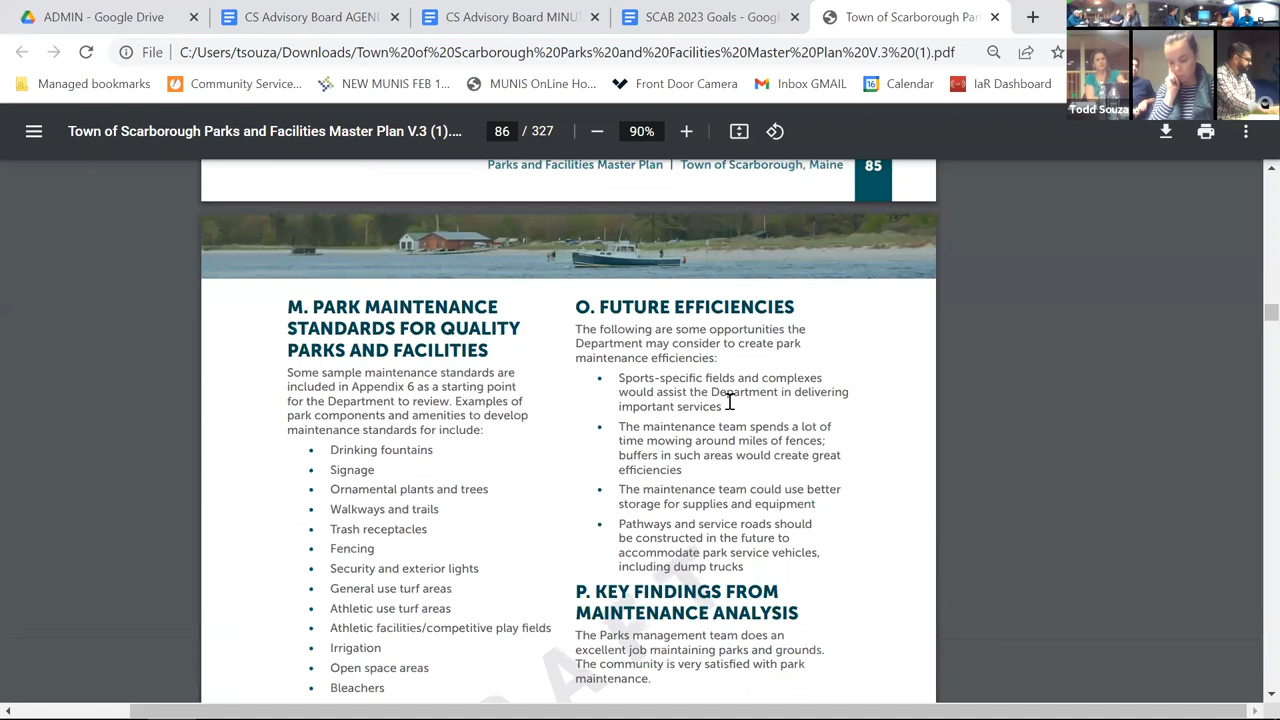 ADMIN - Google Drive
CS Advisory Board AGEN
CS Advisory Board MINUT
SCAB 2023 Goals - Googl
Town of Scarborough Par
File
C:/Users/tsouza/Downloads/Town%20of%20Scarborough%20Parks%20and%20Facilities%20Master%20Plan%20V.3%20(1).pdf
Managed bookmarks
Community Service...
NEW MUNIS FEB 1...
MUNIS OnLine Ho...
Front Door Camera
Inbox GMAIL
16
Calendar
IaR Dashboard
Todd Souza
Town of Scarborough Parks and Facilities Master Plan V.3 (1)....
86 / 327
90%
Parks and Facilities Master Plan | Town of Scarborough, Maine
85
M. PARK MAINTENANCE
STANDARDS FOR QUALITY
PARKS AND FACILITIES
Some sample maintenance standards are
included in Appendix 6 as a starting point
for the Department to review. Examples of
park components and amenities to develop
maintenance standards for include:
• Drinking fountains
• Signage
• Ornamental plants and trees
• Walkways and trails
• Trash receptacles
• Fencing
• Security and exterior lights
• General use turf areas
• Athletic use turf areas
• Athletic facilities/competitive play fields
• Irrigation
• Open space areas
• Bleachers
O. FUTURE EFFICIENCIES
The following are some opportunities the
Department may consider to create park
maintenance efficiencies:
• Sports-specific fields and complexes
would assist the Department in delivering
important services
• The maintenance team spends a lot of
time mowing around miles of fences;
buffers in such areas would create great
efficiencies
• The maintenance team could use better
storage for supplies and equipment
• Pathways and service roads should
be constructed in the future to
accommodate park service vehicles,
including dump trucks
P. KEY FINDINGS FROM
MAINTENANCE ANALYSIS
The Parks management team does an
excellent job maintaining parks and grounds.
The community is very satisfied with park
maintenance.
DRAFT